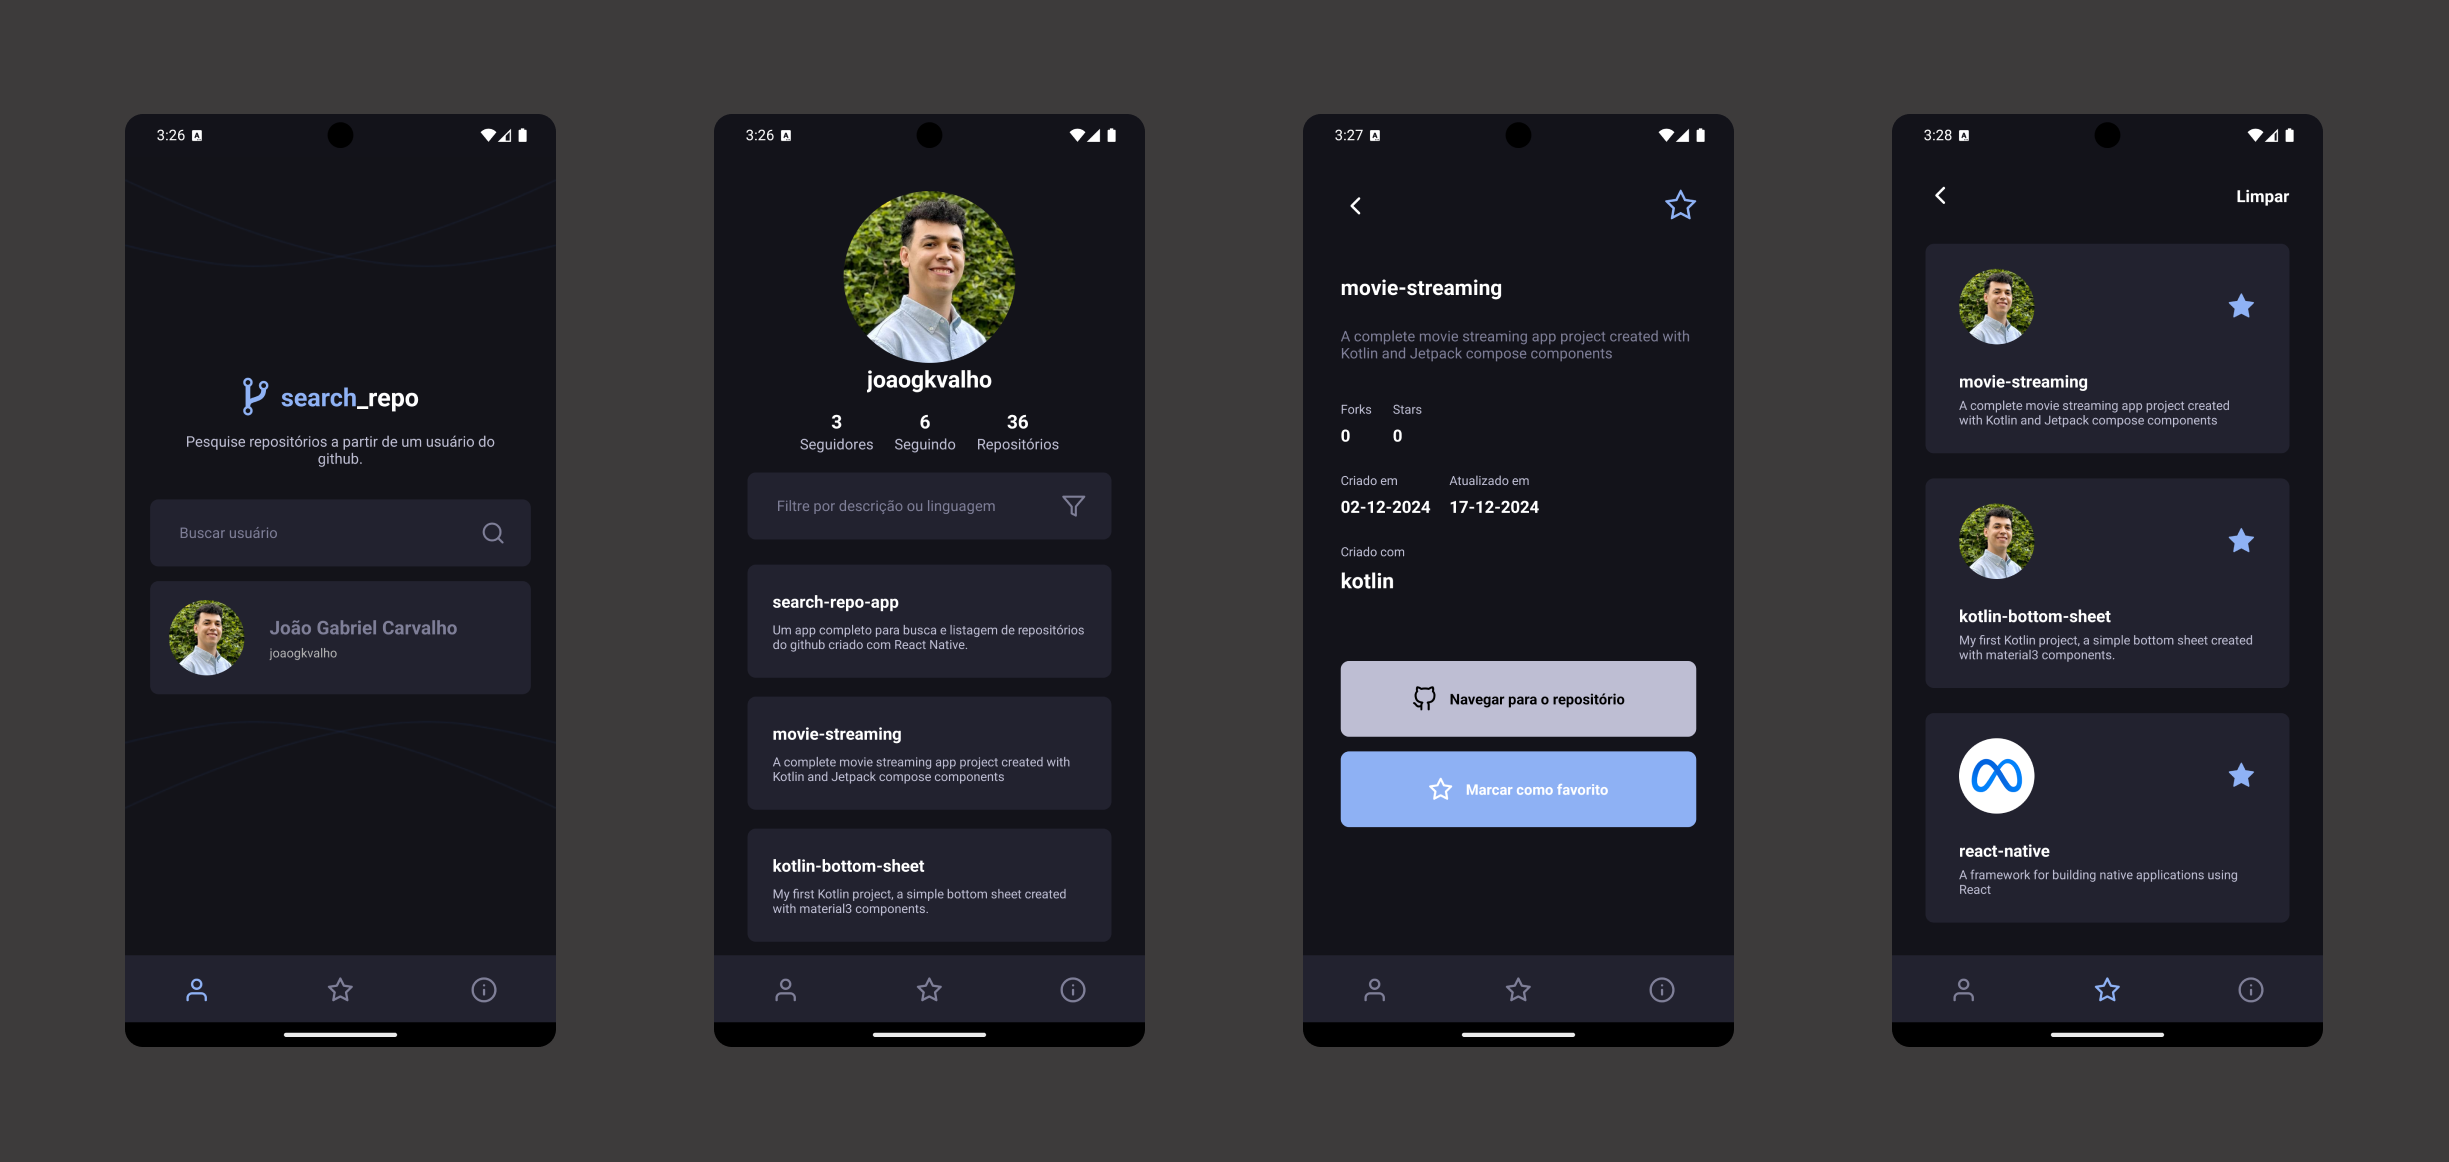 3:26
search_repo
Pesquise repositórios a partir de um usuário do
github.
Buscar usuário
João Gabriel Carvalho
joaogkvalho
3:26
joaogkvalho
3 6 36
Seguidores Seguindo Repositórios
Filtre por descrição ou linguagem
search-repo-app
Um app completo para busca e listagem de repositórios
do github criado com React Native.
movie-streaming
A complete movie streaming app project created with
Kotlin and Jetpack compose components
kotlin-bottom-sheet
My first Kotlin project, a simple bottom sheet created
with material3 components.
3:27
movie-streaming
A complete movie streaming app project created with
Kotlin and Jetpack compose components
Forks Stars
0 0
Criado em Atualizado em
02-12-2024 17-12-2024
Criado com
kotlin
Navegar para o repositório
Marcar como favorito
3:28
Limpar
movie-streaming
A complete movie streaming app project created
with Kotlin and Jetpack compose components
kotlin-bottom-sheet
My first Kotlin project, a simple bottom sheet created
with material3 components.
react-native
A framework for building native applications using
React